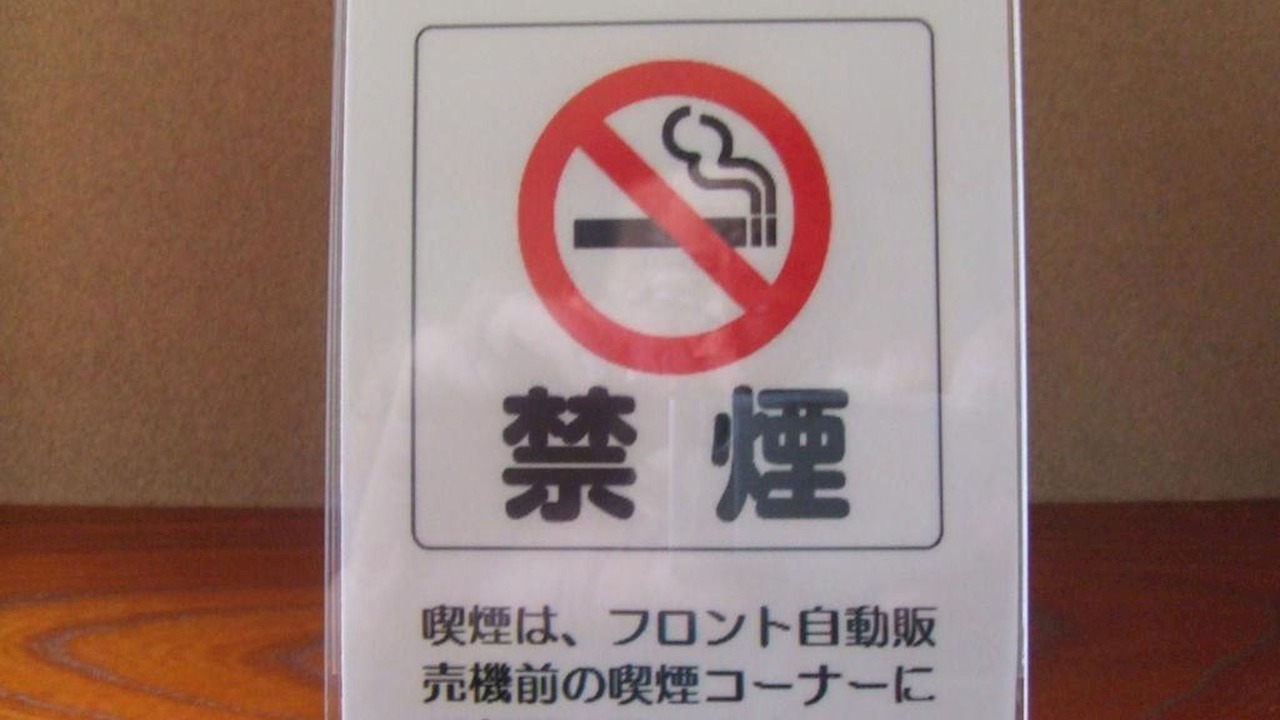 禁煙
喫煙は、フロント自動販
売機前の喫煙コーナーに